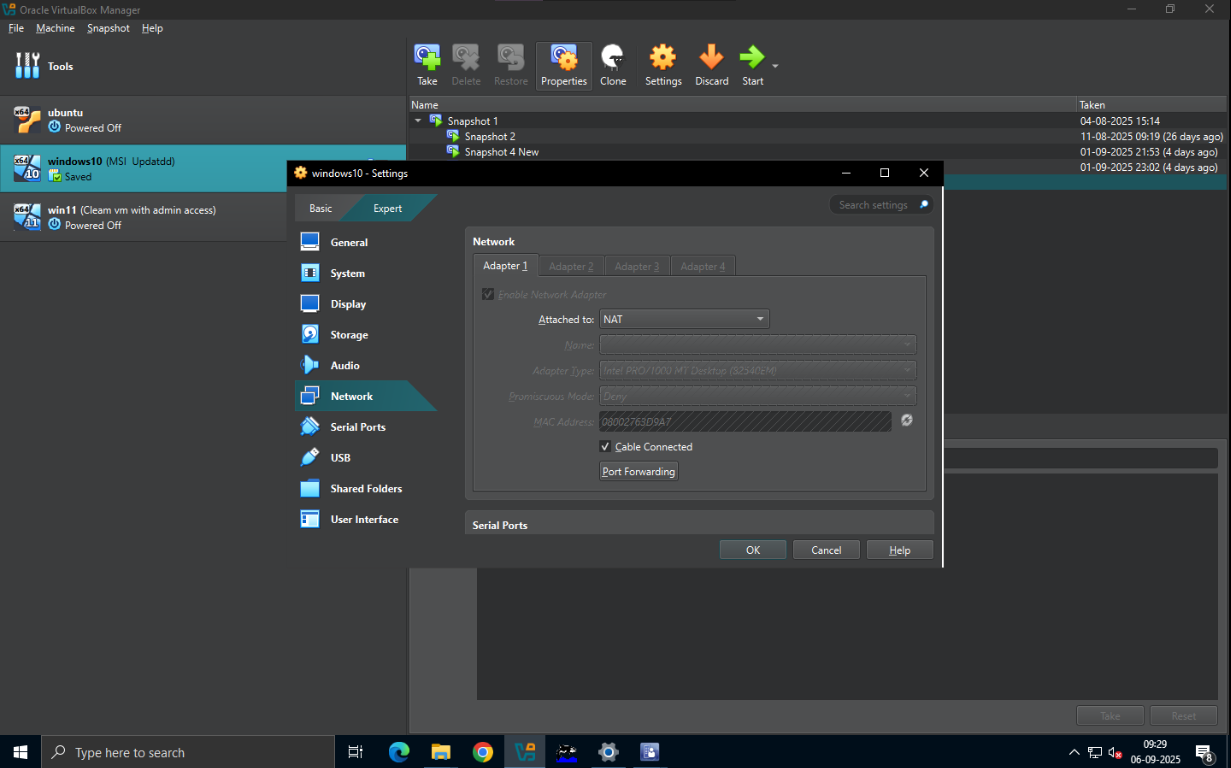 Oracle VirtualBox Manager
File Machine Snapshot Help
Tools
Take Delete Restore Properties Clone Settings Discard Start
ubuntu
Powered Off
windows10 (MSI Updatdd)
Saved
win11 (Cleam vm with admin access)
Powered Off
Name Taken
Snapshot 1 04-08-2025 15:14
Snapshot 2 11-08-2025 09:19 (26 days ago)
Snapshot 4 New 01-09-2025 21:53 (4 days ago)
01-09-2025 23:02 (4 days ago)
windows10 - Settings
Basic Expert Search settings
General
System
Display
Storage
Audio
Network
Serial Ports
USB
Shared Folders
User Interface
Network
Adapter 1 Adapter 2 Adapter 3 Adapter 4
Enable Network Adapter
Attached to: NAT
Name:
Adapter Type: Intel PRO/1000 MT Desktop (82540EM)
Promiscuous Mode: Deny
MAC Address: 08002763D9A7
Cable Connected
Port Forwarding
Serial Ports
OK Cancel Help
Take Reset
Type here to search
09:29
06-09-2025
8